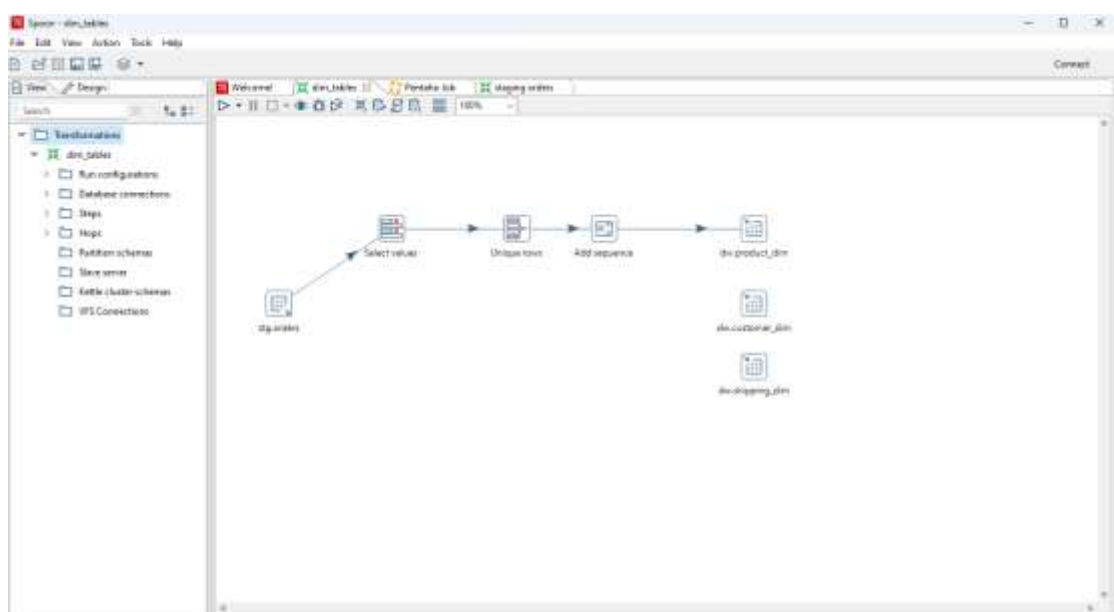 Spoon - dim_tables
File Edit View Action Tools Help
Connect
View Design
Welcome! dim_tables Pentaho Job staging orders
Search
100%
Transformations
dim_tables
Run configurations
Database connections
Steps
Hops
Partition schemas
Slave server
Kettle cluster schemas
VFS Connections
Select values
Unique rows
Add sequence
dw.product_dim
stg.orders
dw.customer_dim
dw.shipping_dim